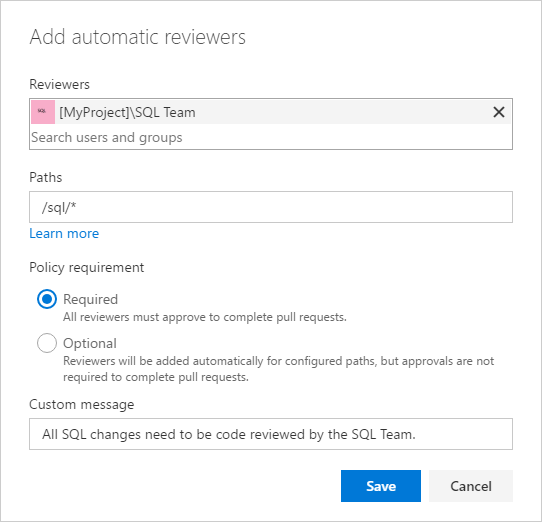 Add automatic reviewers
Reviewers
SQL [MyProject]\SQL Team
Search users and groups
Paths
/sql/*
Learn more
Policy requirement
Required
All reviewers must approve to complete pull requests.
Optional
Reviewers will be added automatically for configured paths, but approvals are not
required to complete pull requests.
Custom message
All SQL changes need to be code reviewed by the SQL Team.
Save Cancel